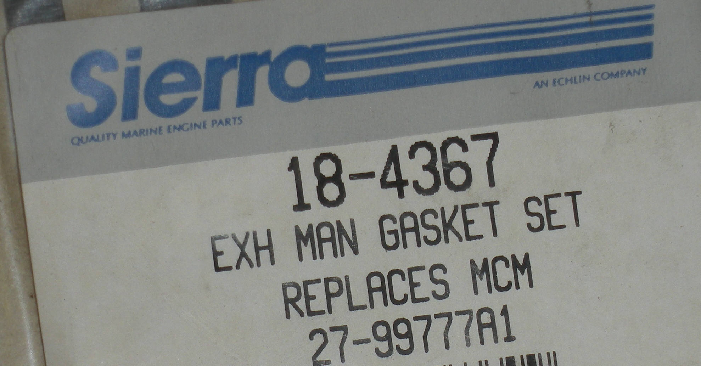 Sierra
AN ECHLIN COMPANY
QUALITY MARINE ENGINE PARTS
18-4367
EXH MAN GASKET SET
REPLACES MCM
27-99777A1